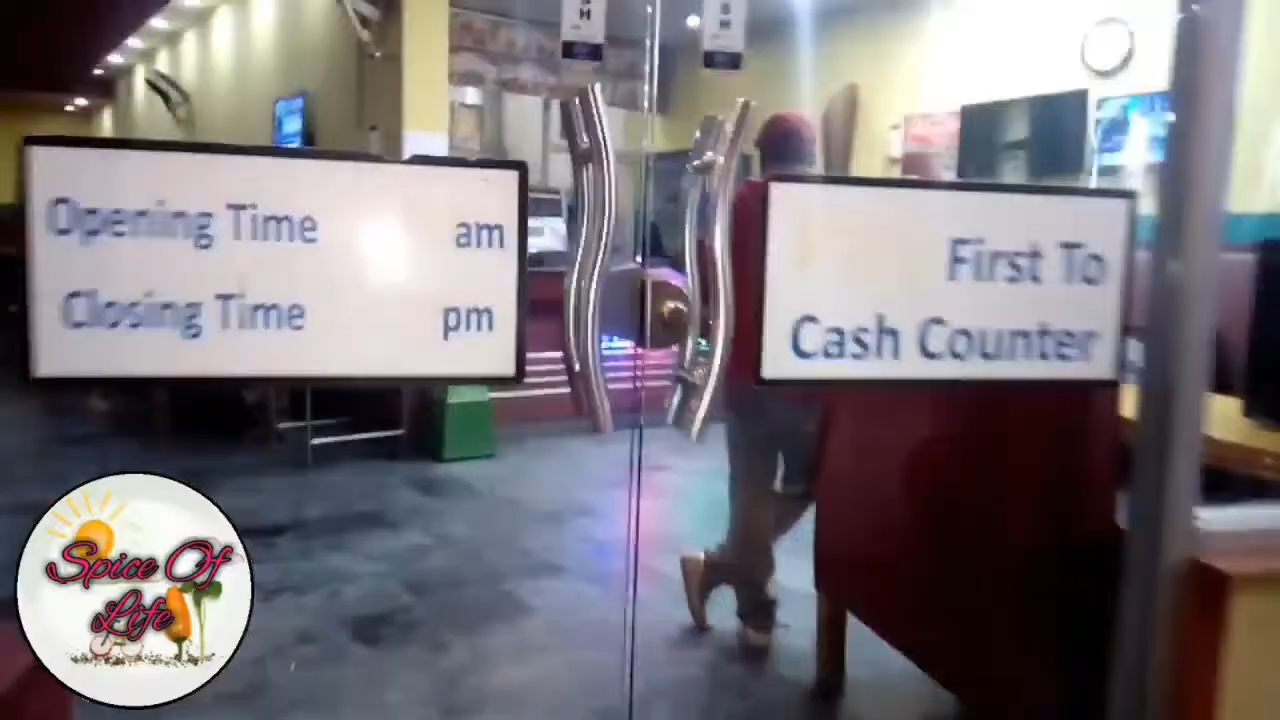 Opening Time am
Closing Time pm
First To
Cash Counter
Spice Of
Life